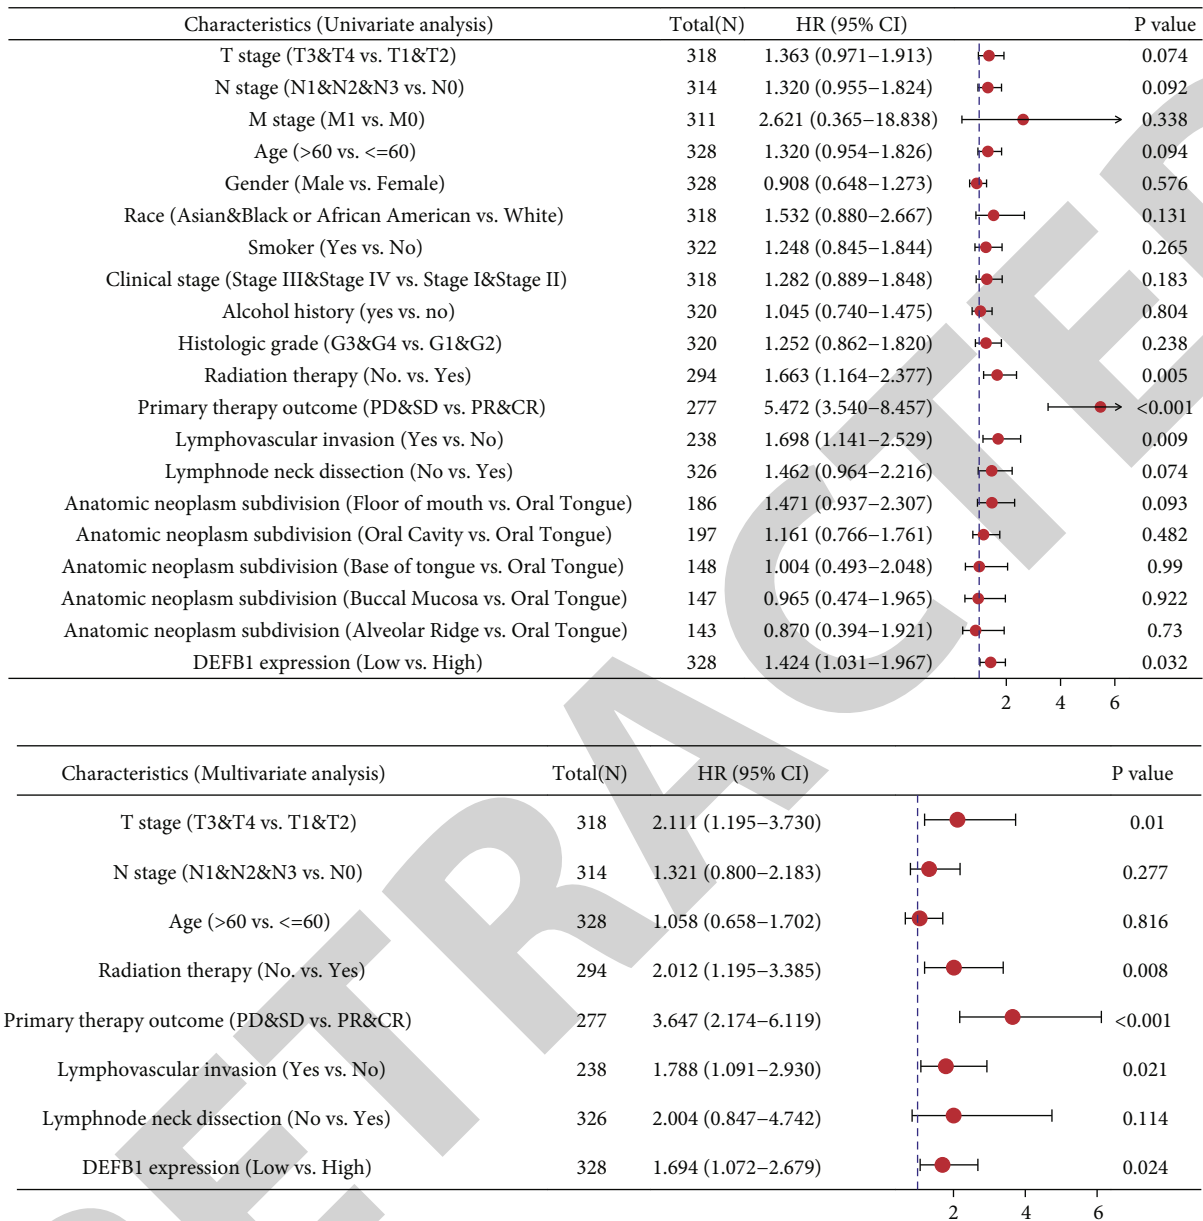 Characteristics (Univariate analysis) Total(N) HR (95% CI) P value
T stage (T3&T4 vs. T1&T2) 318 1.363 (0.971−1.913) 0.074
N stage (N1&N2&N3 vs. N0) 314 1.320 (0.955−1.824) 0.092
M stage (M1 vs. M0) 311 2.621 (0.365−18.838) 0.338
Age (>60 vs. <=60) 328 1.320 (0.954−1.826) 0.094
Gender (Male vs. Female) 328 0.908 (0.648−1.273) 0.576
Race (Asian&Black or African American vs. White) 318 1.532 (0.880−2.667) 0.131
Smoker (Yes vs. No) 322 1.248 (0.845−1.844) 0.265
Clinical stage (Stage III&Stage IV vs. Stage I&Stage II) 318 1.282 (0.889−1.848) 0.183
Alcohol history (yes vs. no) 320 1.045 (0.740−1.475) 0.804
Histologic grade (G3&G4 vs. G1&G2) 320 1.252 (0.862−1.820) 0.238
Radiation therapy (No. vs. Yes) 294 1.663 (1.164−2.377) 0.005
Primary therapy outcome (PD&SD vs. PR&CR) 277 5.472 (3.540−8.457) <0.001
Lymphovascular invasion (Yes vs. No) 238 1.698 (1.141−2.529) 0.009
Lymphnode neck dissection (No vs. Yes) 326 1.462 (0.964−2.216) 0.074
Anatomic neoplasm subdivision (Floor of mouth vs. Oral Tongue) 186 1.471 (0.937−2.307) 0.093
Anatomic neoplasm subdivision (Oral Cavity vs. Oral Tongue) 197 1.161 (0.766−1.761) 0.482
Anatomic neoplasm subdivision (Base of tongue vs. Oral Tongue) 148 1.004 (0.493−2.048) 0.99
Anatomic neoplasm subdivision (Buccal Mucosa vs. Oral Tongue) 147 0.965 (0.474−1.965) 0.922
Anatomic neoplasm subdivision (Alveolar Ridge vs. Oral Tongue) 143 0.870 (0.394−1.921) 0.73
DEFB1 expression (Low vs. High) 328 1.424 (1.031−1.967) 0.032
2 4 6
Characteristics (Multivariate analysis) Total(N) HR (95% CI) P value
T stage (T3&T4 vs. T1&T2) 318 2.111 (1.195−3.730) 0.01
N stage (N1&N2&N3 vs. N0) 314 1.321 (0.800−2.183) 0.277
Age (>60 vs. <=60) 328 1.058 (0.658−1.702) 0.816
Radiation therapy (No. vs. Yes) 294 2.012 (1.195−3.385) 0.008
Primary therapy outcome (PD&SD vs. PR&CR) 277 3.647 (2.174−6.119) <0.001
Lymphovascular invasion (Yes vs. No) 238 1.788 (1.091−2.930) 0.021
Lymphnode neck dissection (No vs. Yes) 326 2.004 (0.847−4.742) 0.114
DEFB1 expression (Low vs. High) 328 1.694 (1.072−2.679) 0.024
2 4 6
RETRACTED